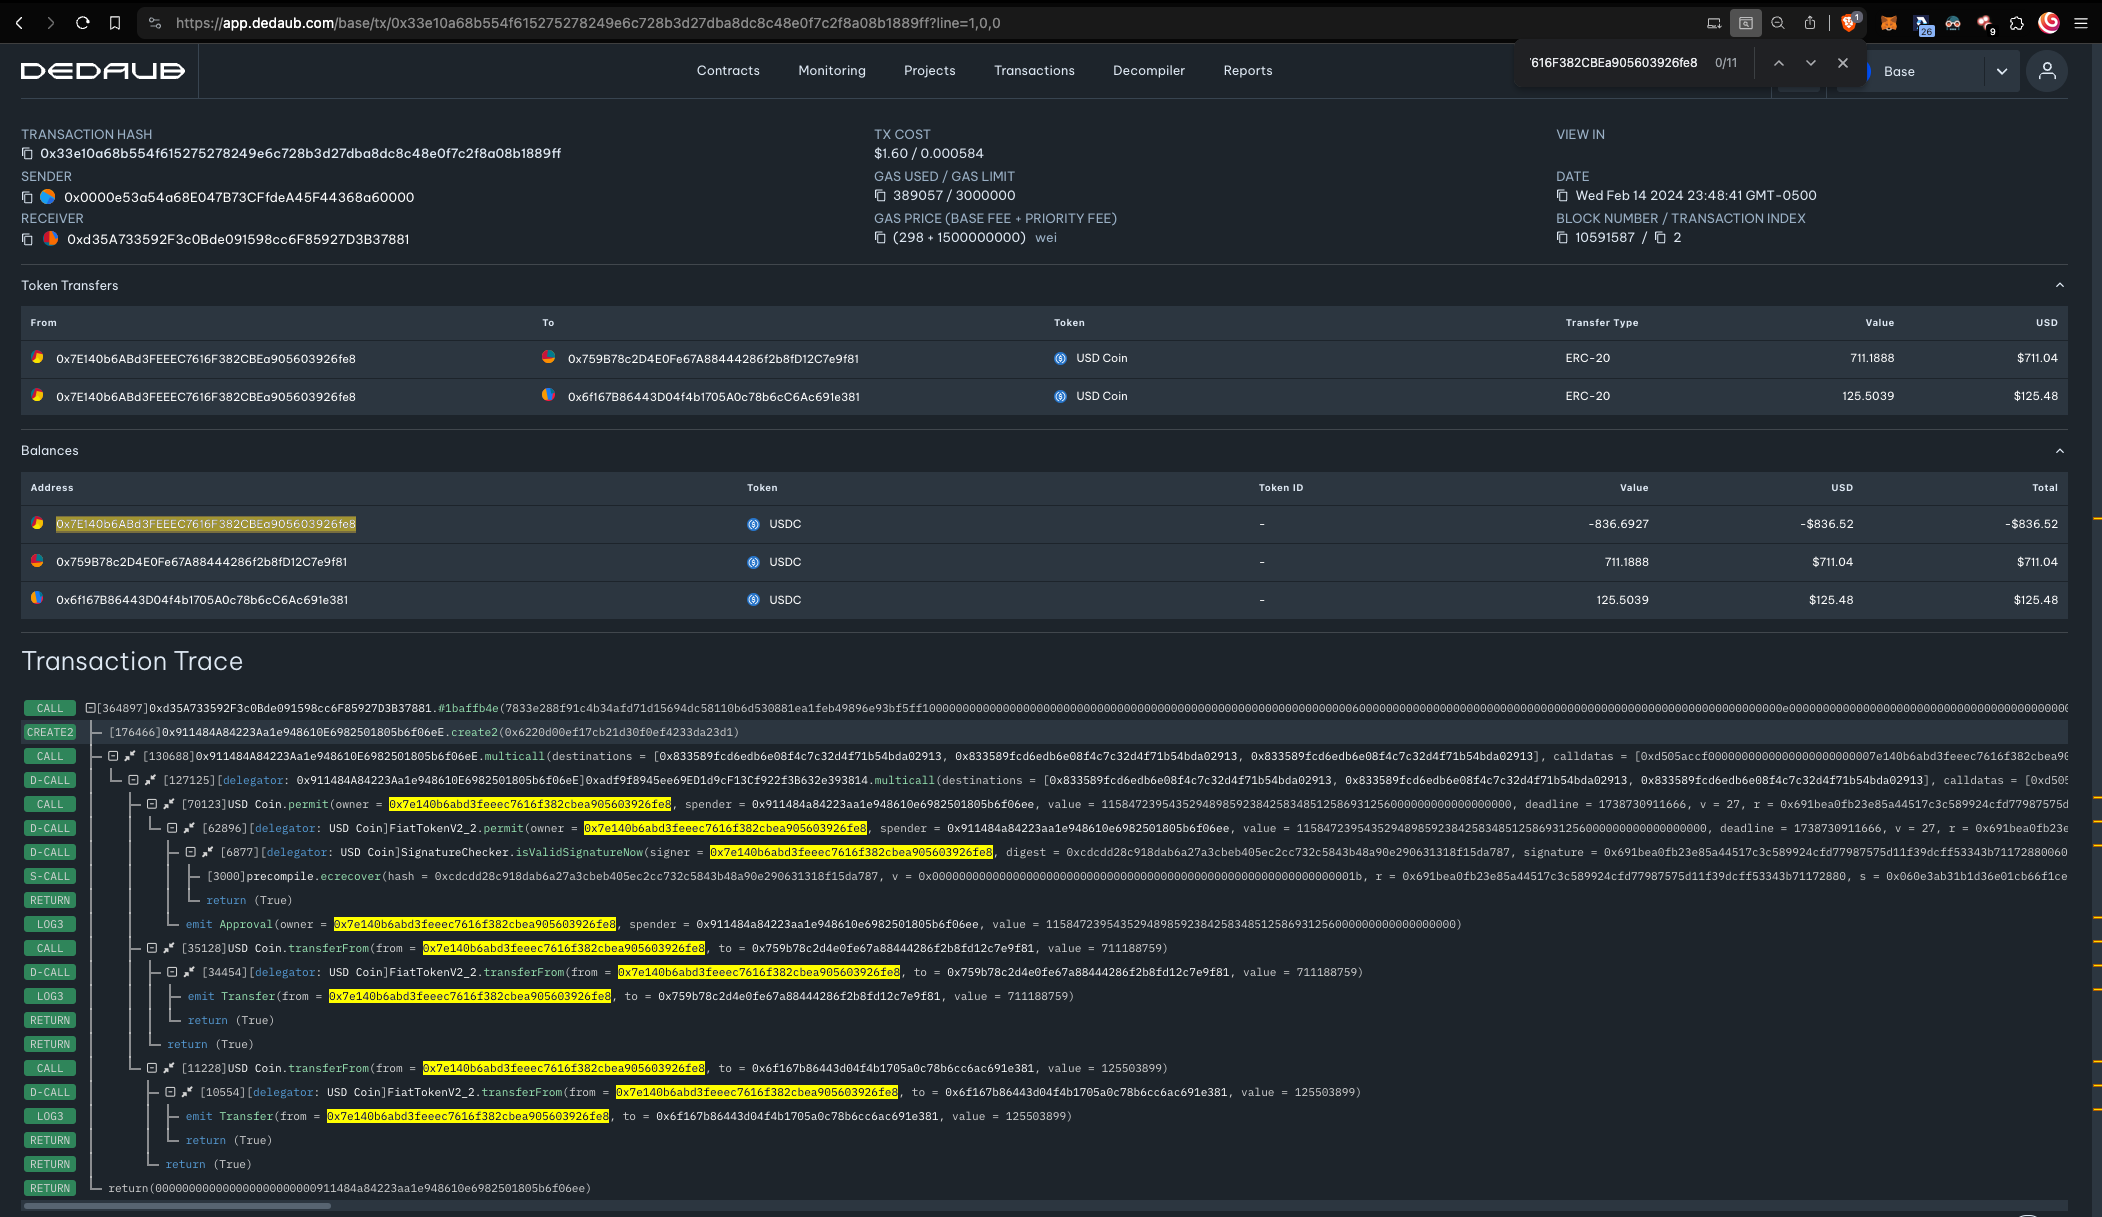 https://app.dedaub.com/base/tx/0x33e10a68b554f615275278249e6c728b3d27dba8dc8c48e0f7c2f8a08b1889ff?line=1,0,0
1
26
9
DEDAUB
Contracts
Monitoring
Projects
Transactions
Decompiler
Reports
'616F382CBEa905603926fe8
0/11
Base
TRANSACTION HASH
0x33e10a68b554f615275278249e6c728b3d27dba8dc8c48e0f7c2f8a08b1889ff
SENDER
0x0000e53a54a68E047B73CFfdeA45F44368a60000
RECEIVER
0xd35A733592F3c0Bde091598cc6F85927D3B37881
TX COST
$1.60 / 0.000584
GAS USED / GAS LIMIT
389057 / 3000000
GAS PRICE (BASE FEE + PRIORITY FEE)
(298 + 1500000000) wei
VIEW IN
DATE
Wed Feb 14 2024 23:48:41 GMT-0500
BLOCK NUMBER / TRANSACTION INDEX
10591587 / 2
Token Transfers
From To Token Transfer Type Value USD
0x7E140b6ABd3FEEEC7616F382CBEa905603926fe8 0x759B78c2D4E0Fe67A88444286f2b8fD12C7e9f81 USD Coin ERC-20 711.1888 $711.04
0x7E140b6ABd3FEEEC7616F382CBEa905603926fe8 0x6f167B86443D04f4b1705A0c78b6cC6Ac691e381 USD Coin ERC-20 125.5039 $125.48
Balances
Address Token Token ID Value USD Total
0x7E140b6ABd3FEEEC7616F382CBEa905603926fe8 USDC - -836.6927 -$836.52 -$836.52
0x759B78c2D4E0Fe67A88444286f2b8fD12C7e9f81 USDC - 711.1888 $711.04 $711.04
0x6f167B86443D04f4b1705A0c78b6cC6Ac691e381 USDC - 125.5039 $125.48 $125.48
Transaction Trace
CALL [364897]0xd35A733592F3c0Bde091598cc6F85927D3B37881.#1baffb4e(
CREATE2 [176466]0x911484A84223Aa1e948610E6982501805b6f06eE.create2(0x6220d00ef17cb21d30f0ef4233da23d1)
CALL [130688]0x911484A84223Aa1e948610E6982501805b6f06eE.multicall(destinations = [0x833589fcd6edb6e08f4c7c32d4f71b54bda02913, 0x833589fcd6edb6e08f4c7c32d4f71b54bda02913, 0x833589fcd6edb6e08f4c7c32d4f71b54bda02913], calldatas =
D-CALL [127125][delegator: 0x911484A84223Aa1e948610E6982501805b6f06eE]0xadf9f8945ee69ED1d9cF13Cf922f3B632e393814.multicall(destinations = [0x833589fcd6edb6e08f4c7c32d4f71b54bda02913, 0x833589fcd6edb6e08f4c7c32d4f71b54bda02913, 0x833589fcd6edb6e08f4c7c32d4f71b54bda02913], calldatas = [0xd505
CALL [70123]USD Coin.permit(owner = 0x7e140b6abd3feeec7616f382cbea905603926fe8, spender = 0x911484a84223aa1e948610e6982501805b6f06ee, value = 115847239543529489859238425834851258693125600000000000000000, deadline = 1738730911666, v = 27, r = 0x691bea0fb23e85a44517c3c589924cfd77987575d
D-CALL [62896][delegator: USD Coin]FiatTokenV2_2.permit(owner = 0x7e140b6abd3feeec7616f382cbea905603926fe8, spender = 0x911484a84223aa1e948610e6982501805b6f06ee, value = 115847239543529489859238425834851258693125600000000000000000, deadline = 1738730911666, v = 27, r = 0x691bea0fb23e
D-CALL [6877][delegator: USD Coin]SignatureChecker.isValidSignatureNow(signer = 0x7e140b6abd3feeec7616f382cbea905603926fe8, digest = 0xcdcdd28c918dab6a27a3cbeb405ec2cc732c5843b48a90e290631318f15da787, signature = 0x691bea0fb23e85a44517c3c589924cfd77987575d11f39dcff53343b71172880060
S-CALL [3000]precompile.ecrecover(hash = 0xcdcdd28c918dab6a27a3cbeb405ec2cc732c5843b48a90e290631318f15da787, v = 0x000000000000000000000000000000000000000000000000000000000000001b, r = 0x691bea0fb23e85a44517c3c589924cfd77987575d11f39dcff53343b71172880, s = 0x060e3ab31b1d36e01cb66f1ce
RETURN return (True)
LOG3 emit Approval(owner = 0x7e140b6abd3feeec7616f382cbea905603926fe8, spender = 0x911484a84223aa1e948610e6982501805b6f06ee, value = 115847239543529489859238425834851258693125600000000000000000)
CALL [35128]USD Coin.transferFrom(from = 0x7e140b6abd3feeec7616f382cbea905603926fe8, to = 0x759b78c2d4e0fe67a88444286f2b8fd12c7e9f81, value = 711188759)
D-CALL [34454][delegator: USD Coin]FiatTokenV2_2.transferFrom(from = 0x7e140b6abd3feeec7616f382cbea905603926fe8, to = 0x759b78c2d4e0fe67a88444286f2b8fd12c7e9f81, value = 711188759)
LOG3 emit Transfer(from = 0x7e140b6abd3feeec7616f382cbea905603926fe8, to = 0x759b78c2d4e0fe67a88444286f2b8fd12c7e9f81, value = 711188759)
RETURN return (True)
RETURN return (True)
CALL [11228]USD Coin.transferFrom(from = 0x7e140b6abd3feeec7616f382cbea905603926fe8, to = 0x6f167b86443d04f4b1705a0c78b6cc6ac691e381, value = 125503899)
D-CALL [10554][delegator: USD Coin]FiatTokenV2_2.transferFrom(from = 0x7e140b6abd3feeec7616f382cbea905603926fe8, to = 0x6f167b86443d04f4b1705a0c78b6cc6ac691e381, value = 125503899)
LOG3 emit Transfer(from = 0x7e140b6abd3feeec7616f382cbea905603926fe8, to = 0x6f167b86443d04f4b1705a0c78b6cc6ac691e381, value = 125503899)
RETURN return (True)
RETURN return (True)
RETURN return(000000000000000000000000911484a84223aa1e948610e6982501805b6f06ee)